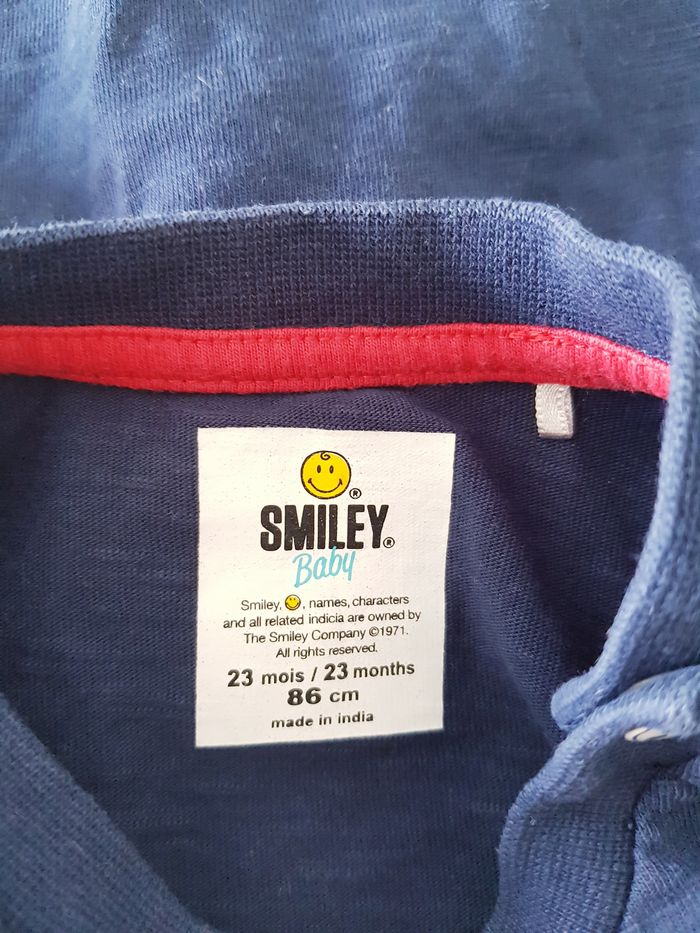 ®
SMILEY®
Baby
Smiley, , names, characters
and all related indicia are owned by
The Smiley Company ©1971.
All rights reserved.
23 mois / 23 months
86 cm
made in india